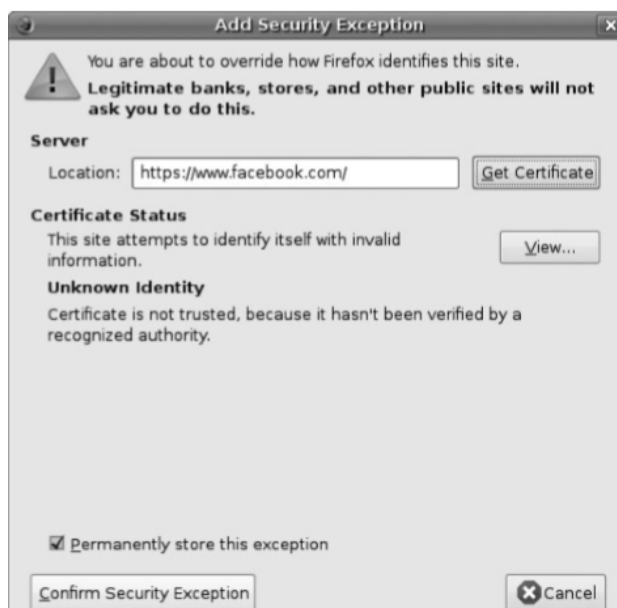 Add Security Exception
You are about to override how Firefox identifies this site.
Legitimate banks, stores, and other public sites will not
ask you to do this.
Server
Location: https://www.facebook.com/ Get Certificate
Certificate Status
This site attempts to identify itself with invalid
information.
View...
Unknown Identity
Certificate is not trusted, because it hasn't been verified by a
recognized authority.
Permanently store this exception
Confirm Security Exception Cancel